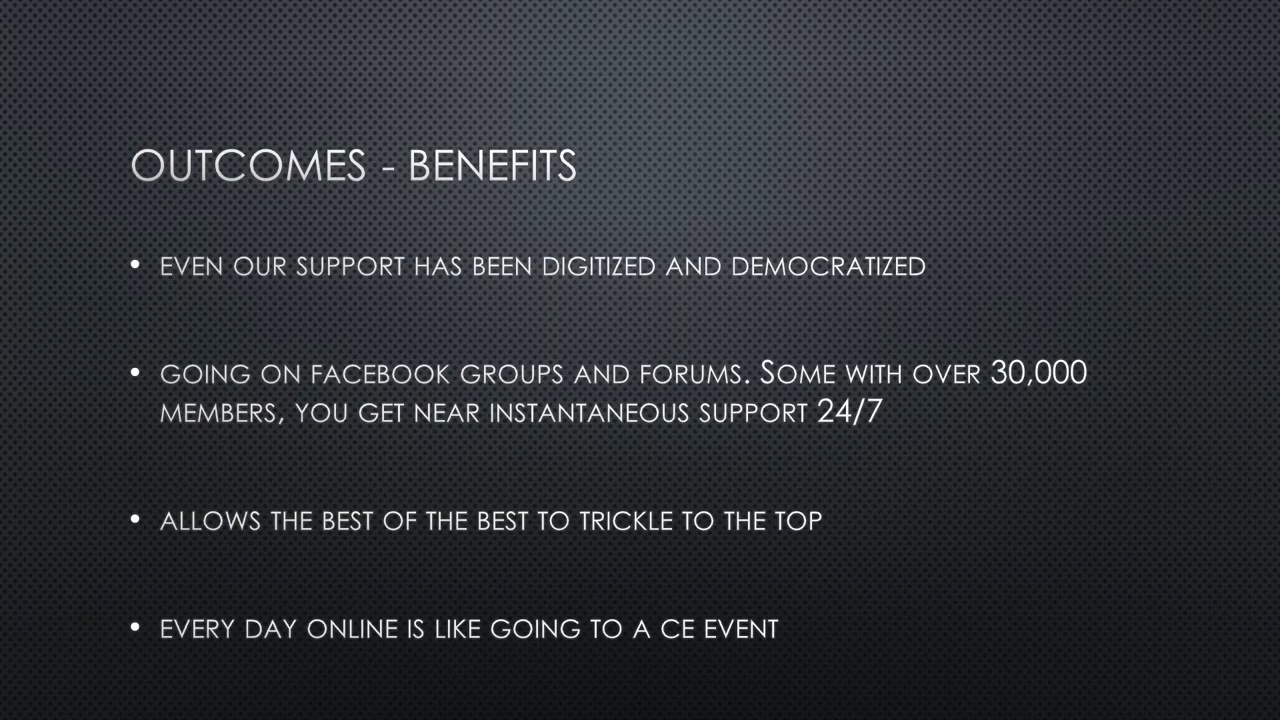 OUTCOMES - BENEFITS
• EVEN OUR SUPPORT HAS BEEN DIGITIZED AND DEMOCRATIZED
• GOING ON FACEBOOK GROUPS AND FORUMS. SOME WITH OVER 30,000
MEMBERS, YOU GET NEAR INSTANTANEOUS SUPPORT 24/7
• ALLOWS THE BEST OF THE BEST TO TRICKLE TO THE TOP
• EVERY DAY ONLINE IS LIKE GOING TO A CE EVENT